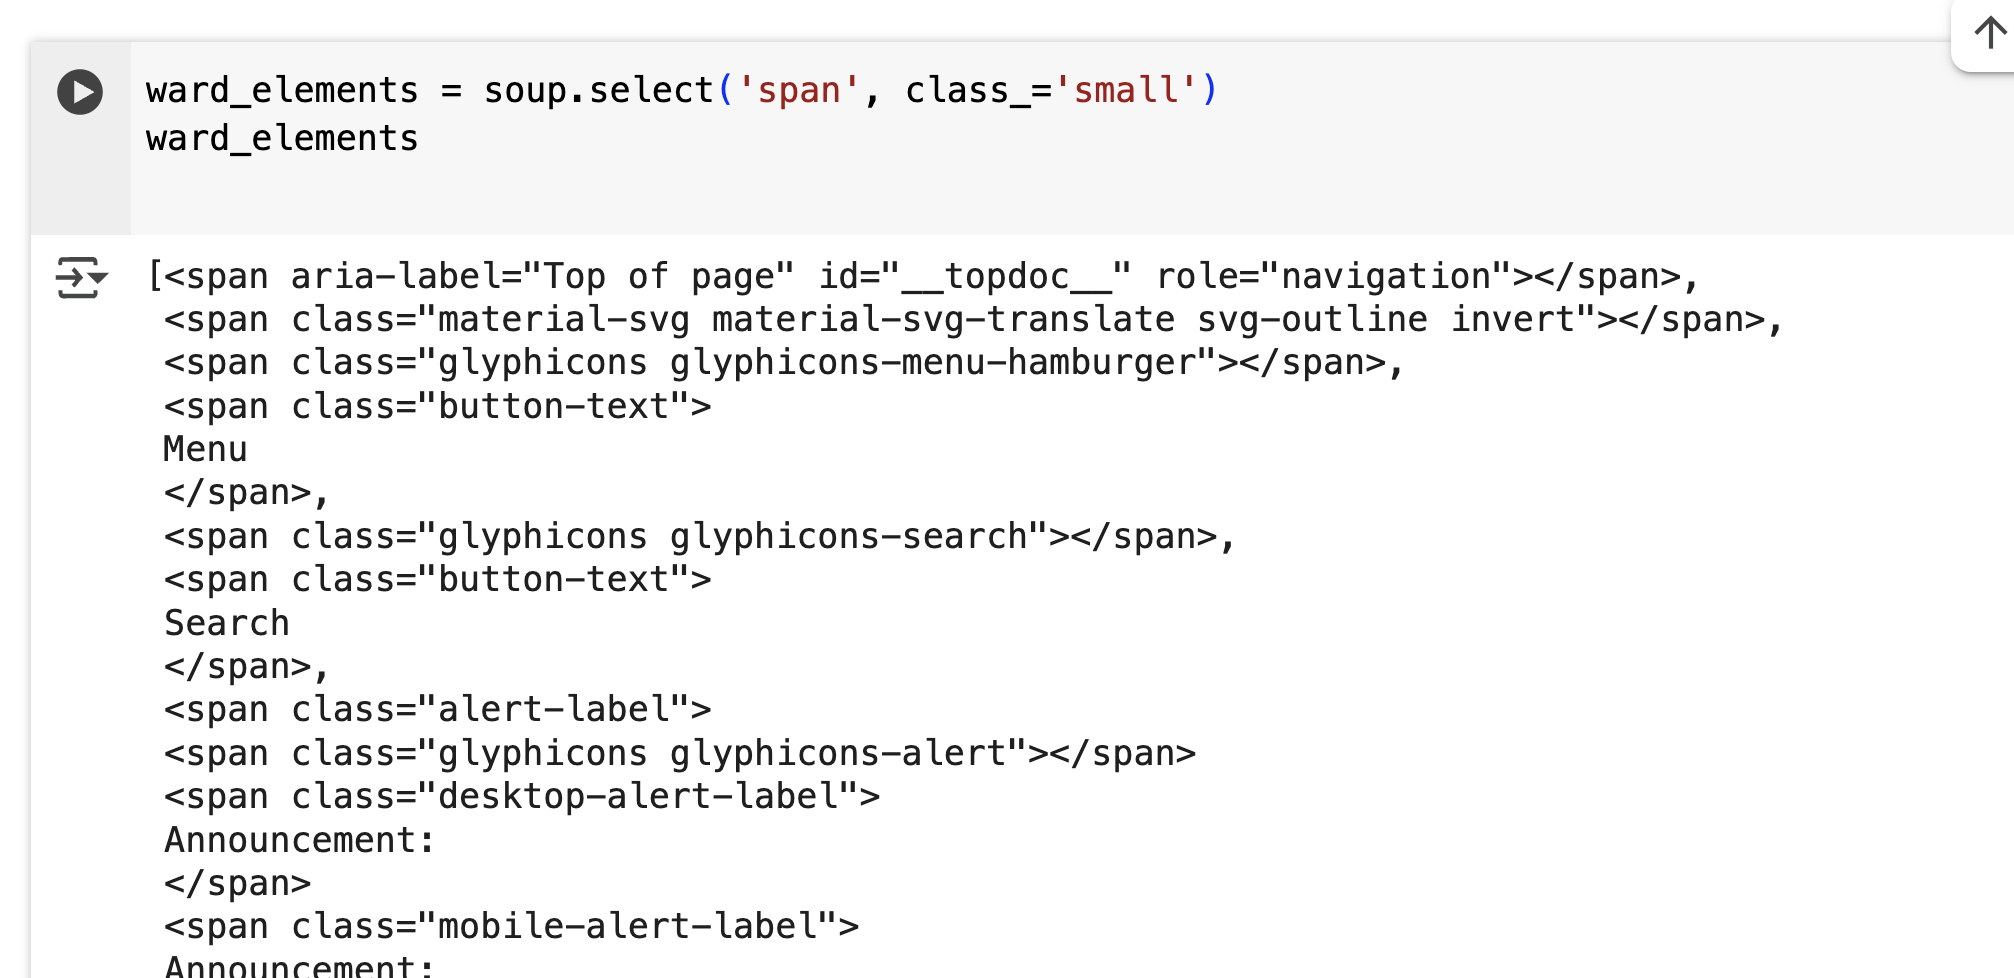 ward_elements = soup.select('span', class_='small')
ward_elements
[<span aria-label="Top of page" id="__topdoc__" role="navigation"></span>,
<span class="material-svg material-svg-translate svg-outline invert"></span>,
<span class="glyphicons glyphicons-menu-hamburger"></span>,
<span class="button-text">
Menu
</span>,
<span class="glyphicons glyphicons-search"></span>,
<span class="button-text">
Search
</span>,
<span class="alert-label">
<span class="glyphicons glyphicons-alert"></span>
<span class="desktop-alert-label">
Announcement:
</span>
<span class="mobile-alert-label">
Announcement: